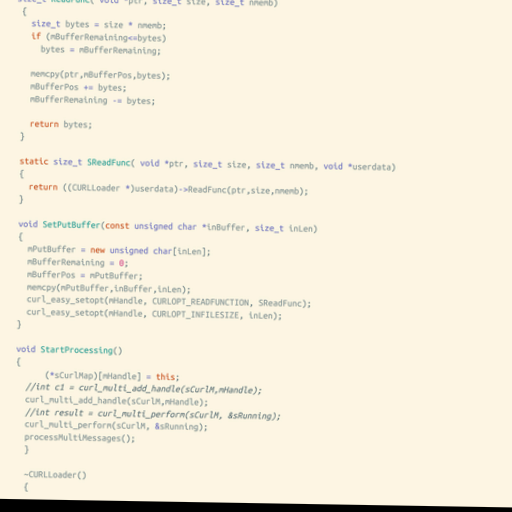 size_t ReadFunc( void *ptr, size_t size, size_t nmemb)
{
size_t bytes = size * nmemb;
if (mBufferRemaining<=bytes)
bytes = mBufferRemaining;
memcpy(ptr,mBufferPos,bytes);
mBufferPos += bytes;
mBufferRemaining -= bytes;
return bytes;
}
static size_t SReadFunc( void *ptr, size_t size, size_t nmemb, void *userdata)
{
return ((CURLLoader *)userdata)->ReadFunc(ptr,size,nmemb);
}
void SetPutBuffer(const unsigned char *inBuffer, size_t inLen)
{
mPutBuffer = new unsigned char[inLen];
mBufferRemaining = 0;
mBufferPos = mPutBuffer;
memcpy(mPutBuffer,inBuffer,inLen);
curl_easy_setopt(mHandle, CURLOPT_READFUNCTION, SReadFunc);
curl_easy_setopt(mHandle, CURLOPT_INFILESIZE, inLen);
}
void StartProcessing()
{
(*sCurlMap)[mHandle] = this;
//int c1 = curl_multi_add_handle(sCurlM,mHandle);
curl_multi_add_handle(sCurlM,mHandle);
//int result = curl_multi_perform(sCurlM, &sRunning);
curl_multi_perform(sCurlM, &sRunning);
processMultiMessages();
}
~CURLLoader()
{